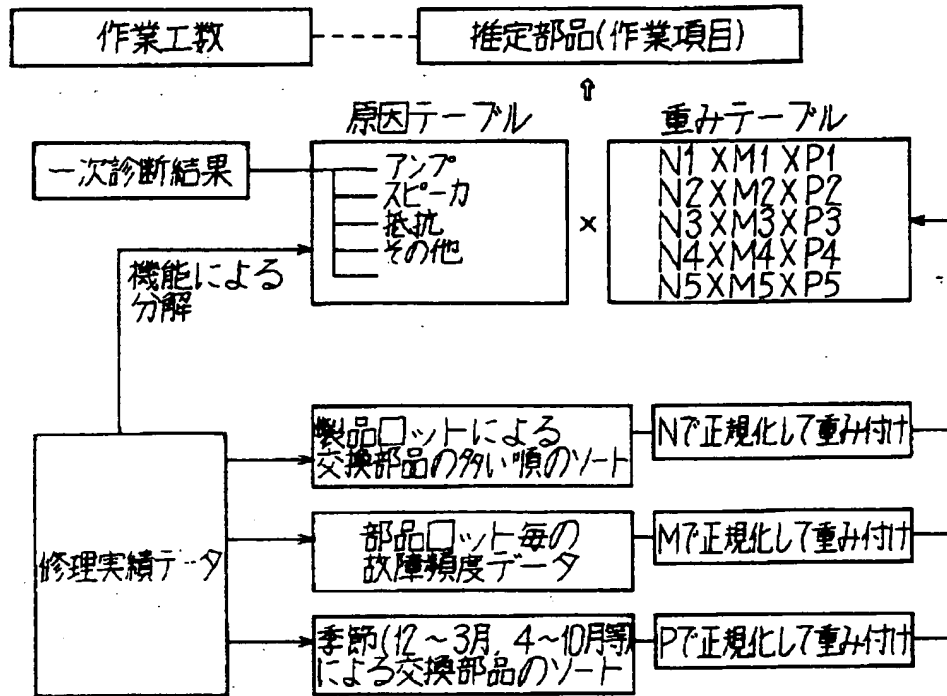 作業工数
推定部品(作業項目)
⇧
原因テーブル
重みテーブル
一次診断結果
アンプ
スピーカ
抵抗
その他
×
N1XM1XP1
N2XM2XP2
N3XM3XP3
N4XM4XP4
N5XM5XP5
機能による
分解
修理実績データ
製品ロットによる
交換部品の多い順のソート
Nで正規化して重み付け
部品ロット毎の
故障頻度データ
Mで正規化して重み付け
季節(12～3月,4～10月等)
による交換部品のソート
Pで正規化して重み付け